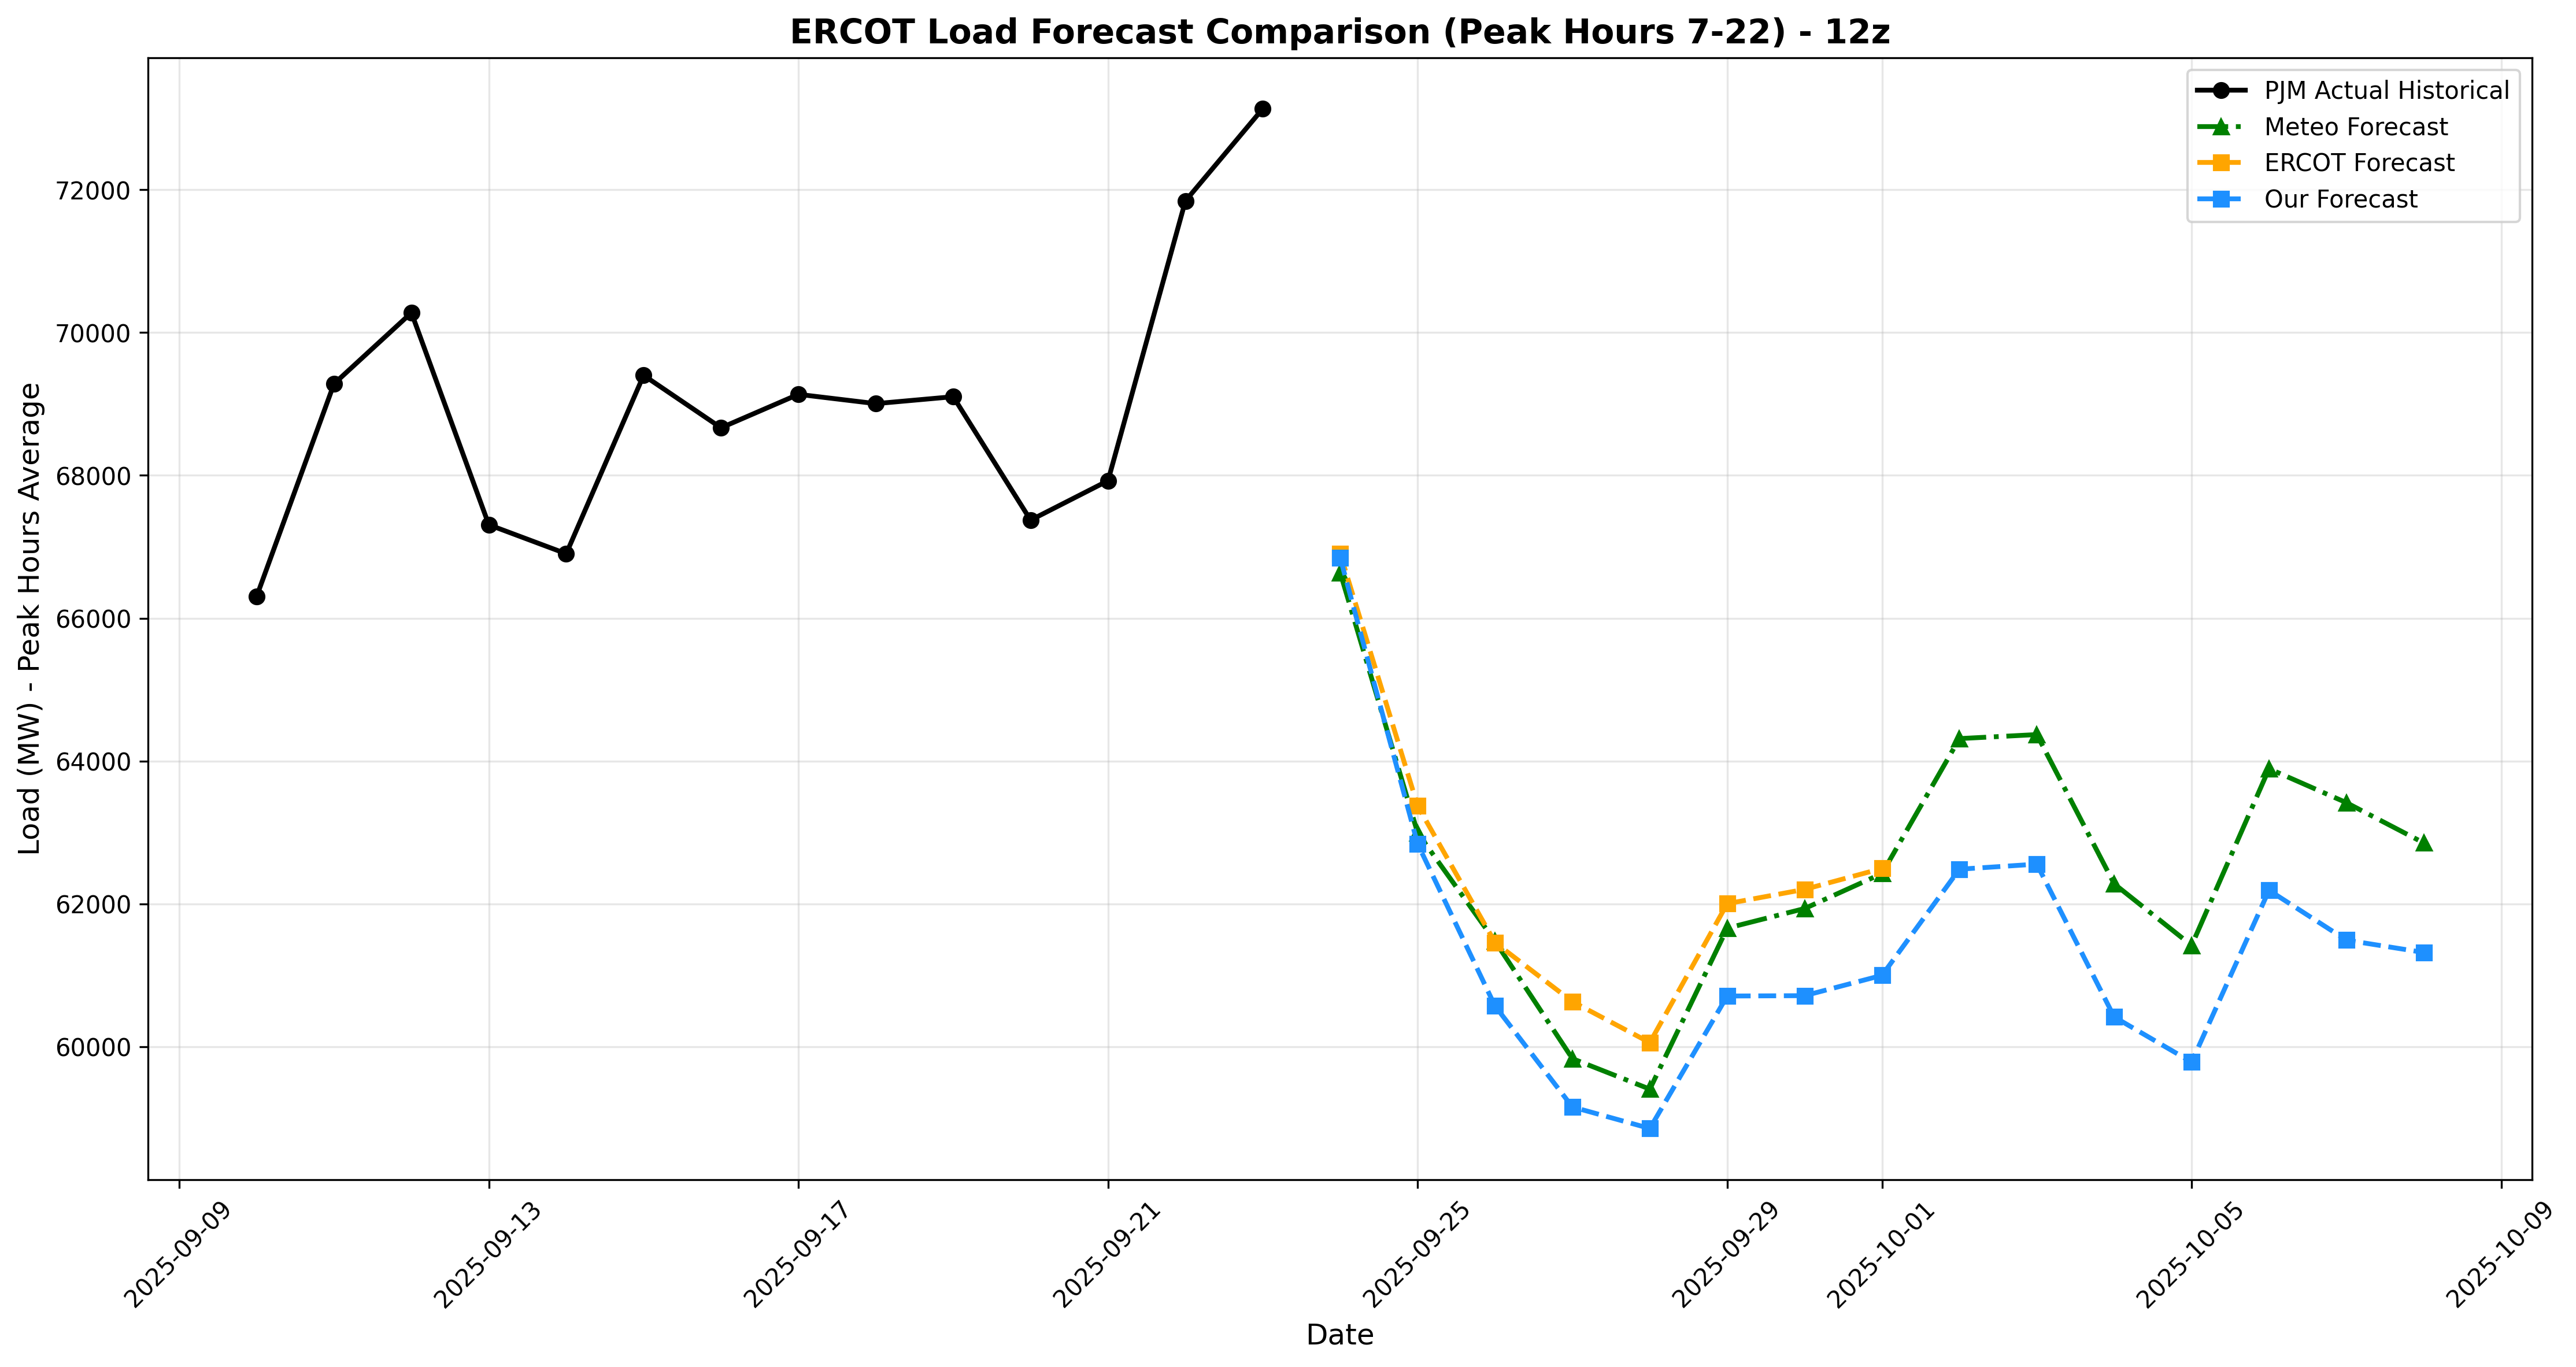 ERCOT Load Forecast Comparison (Peak Hours 7-22) - 12z
PJM Actual Historical
Meteo Forecast
ERCOT Forecast
Our Forecast
Load (MW) - Peak Hours Average
72000
70000
68000
66000
64000
62000
60000
2025-09-09
2025-09-13
2025-09-17
2025-09-21
2025-09-25
2025-09-29
2025-10-01
2025-10-05
2025-10-09
Date